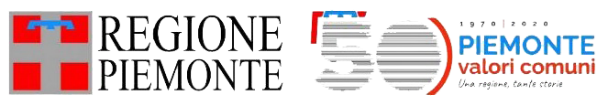 REGIONE
PIEMONTE
50
1970 | 2020
PIEMONTE
valori comuni
Una regione, tante storie